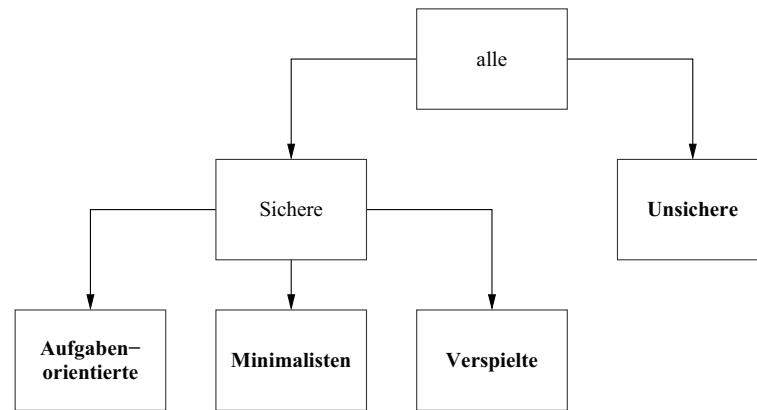 alle
Sichere
Unsichere
Aufgaben−
orientierte
Minimalisten
Verspielte